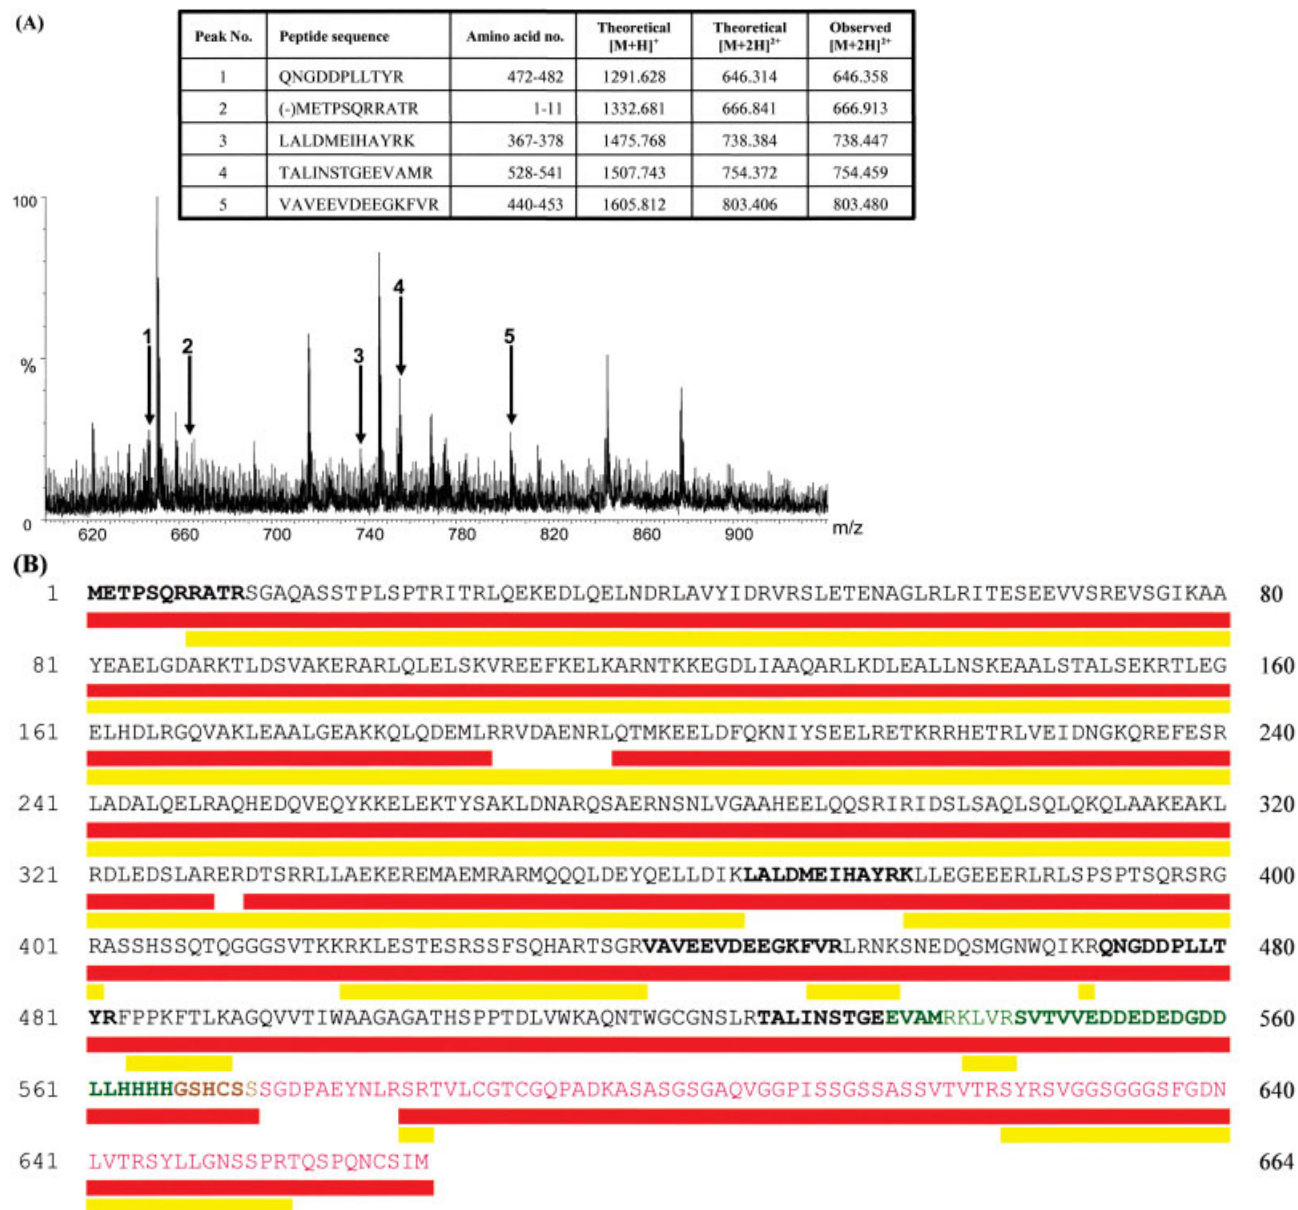 (A)
Peak No. Peptide sequence Amino acid no. Theoretical [M+H]+ Theoretical [M+2H]2+ Observed [M+2H]2+
1 QNGDDPLLTYR 472-482 1291.628 646.314 646.358
2 (-)METPSQRRATR 1-11 1332.681 666.841 666.913
3 LALDMEIHAYRK 367-378 1475.768 738.384 738.447
4 TALINSTGEEVAMR 528-541 1507.743 754.372 754.459
5 VAVEEVDEEGKFVR 440-453 1605.812 803.406 803.480
100
%
0
1 2 3 4 5
620 660 700 740 780 820 860 900 m/z
(B)
1 METPSQRRATRSGAQASSTPLSPTRITRLQEKEDLQELNDRLAVYIDRVRSLETENAGLRLRITESEEVVSREVSGIKAA 80
81 YEAELGDARKTLDSVAKERARLQLELSKVREEFKELKARNTKKEGDLIAAQARLKDLEALLNSKEAALSTALSEKRTLEG 160
161 ELHDLRGQVAKLEAALGEAKKQLQDEMLRRVDAENRLQTMKEELDFQKNIYSEELRETKRRHETRLVEIDNGKQREFESR 240
241 LADALQELRAQHEDQVEQYKKELEKTYSAKLDNARQSAERNSNLVGAAHEELQQSRIRIDSLSAQLSQLQKQLAAKEAKL 320
321 RDLEDSLARERDTSRRLLAEKEREMAEMRARMQQQLDEYQELLDIKLALDMEIHAYRKLLEGEEERLRLSPSPTSQRSRG 400
401 RASSHSSQTQGGGSVTKKRKLESTESRSSFSQHARTSGRVAVEEVDEEGKFVRLRNKSNEDQSMGNWQIKRQNGDDPLLT 480
481 YRFPPKFTLKAGQVVTIWAAGAGATHSPPTDLVWKAQNTWGCGNSLRTALINSTGEEVAMRKLVRSVTVVEDDEDEDGDD 560
561 LLHHHHGSHCSSSGDPAEYNLRSRTVLCGTCGQPADKASASGSGAQVGGPISSGSSASSVTVTRSYRSVGGSGGGSFGDN 640
641 LVTRSYLLGNSSPRTQSPQNCSIM 664